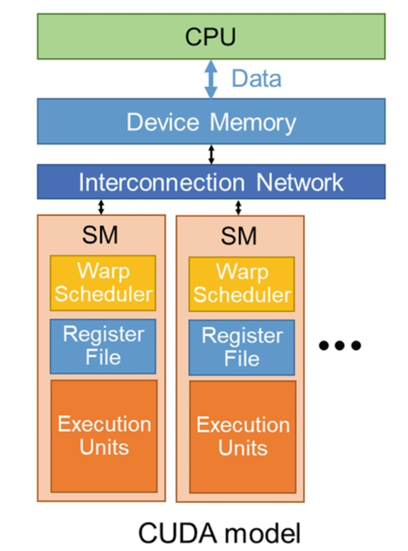 CPU
Data
Device Memory
Interconnection Network
SM
Warp
Scheduler
Register
File
Execution
Units
SM
Warp
Scheduler
Register
File
Execution
Units
•••
CUDA model